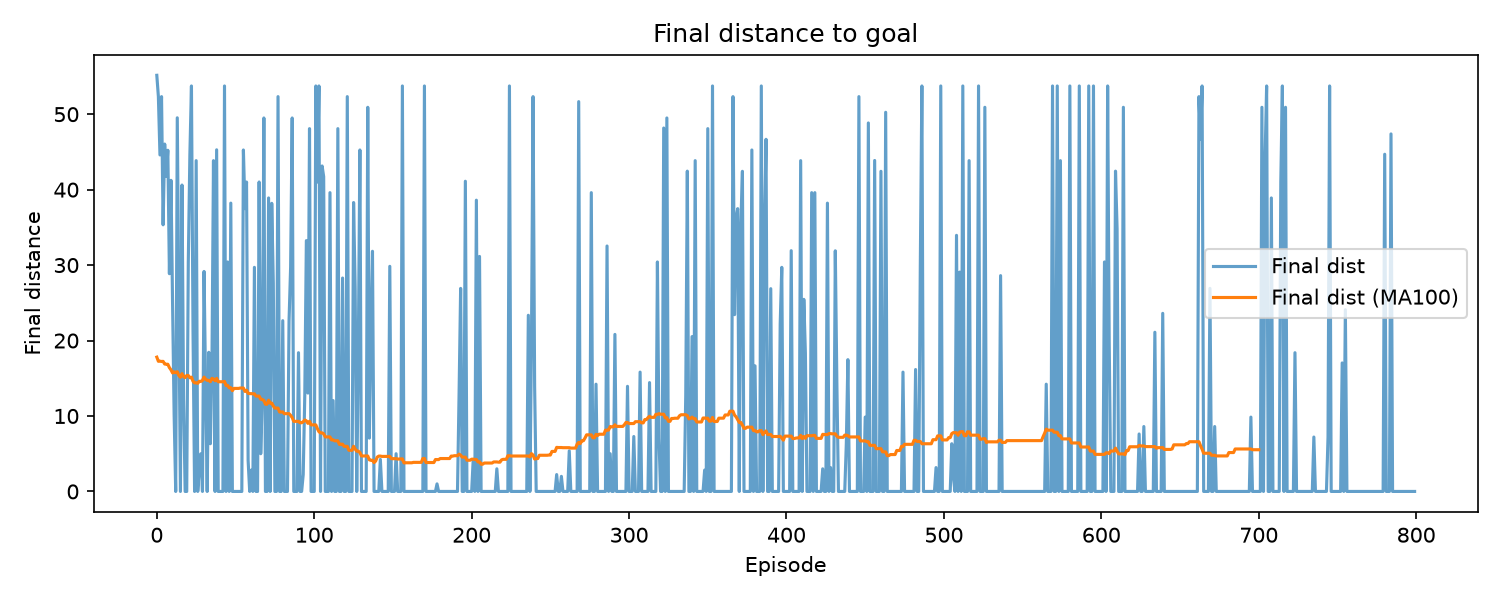 Final distance to goal
Final distance
50
40
30
20
10
0
Final dist
Final dist (MA100)
0 100 200 300 400 500 600 700 800
Episode